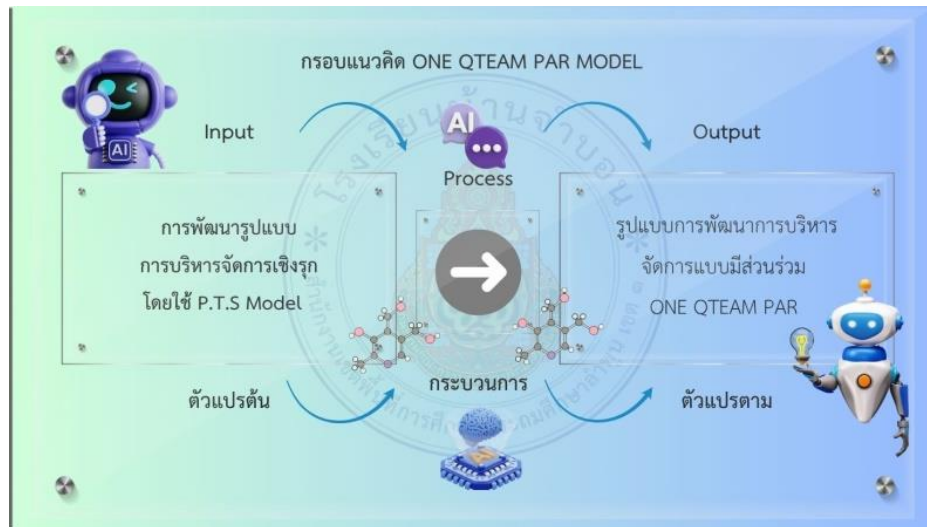 กรอบแนวคิด ONE QTEAM PAR MODEL
Input
AI
Process
Output
AI
การพัฒนารูปแบบ
การบริหารจัดการเชิงรุก
โดยใช้ P.T.S Model
รูปแบบการพัฒนาการบริหาร
จัดการแบบมีส่วนร่วม
ONE QTEAM PAR
ตัวแปรต้น
กระบวนการ
ตัวแปรตาม
AI